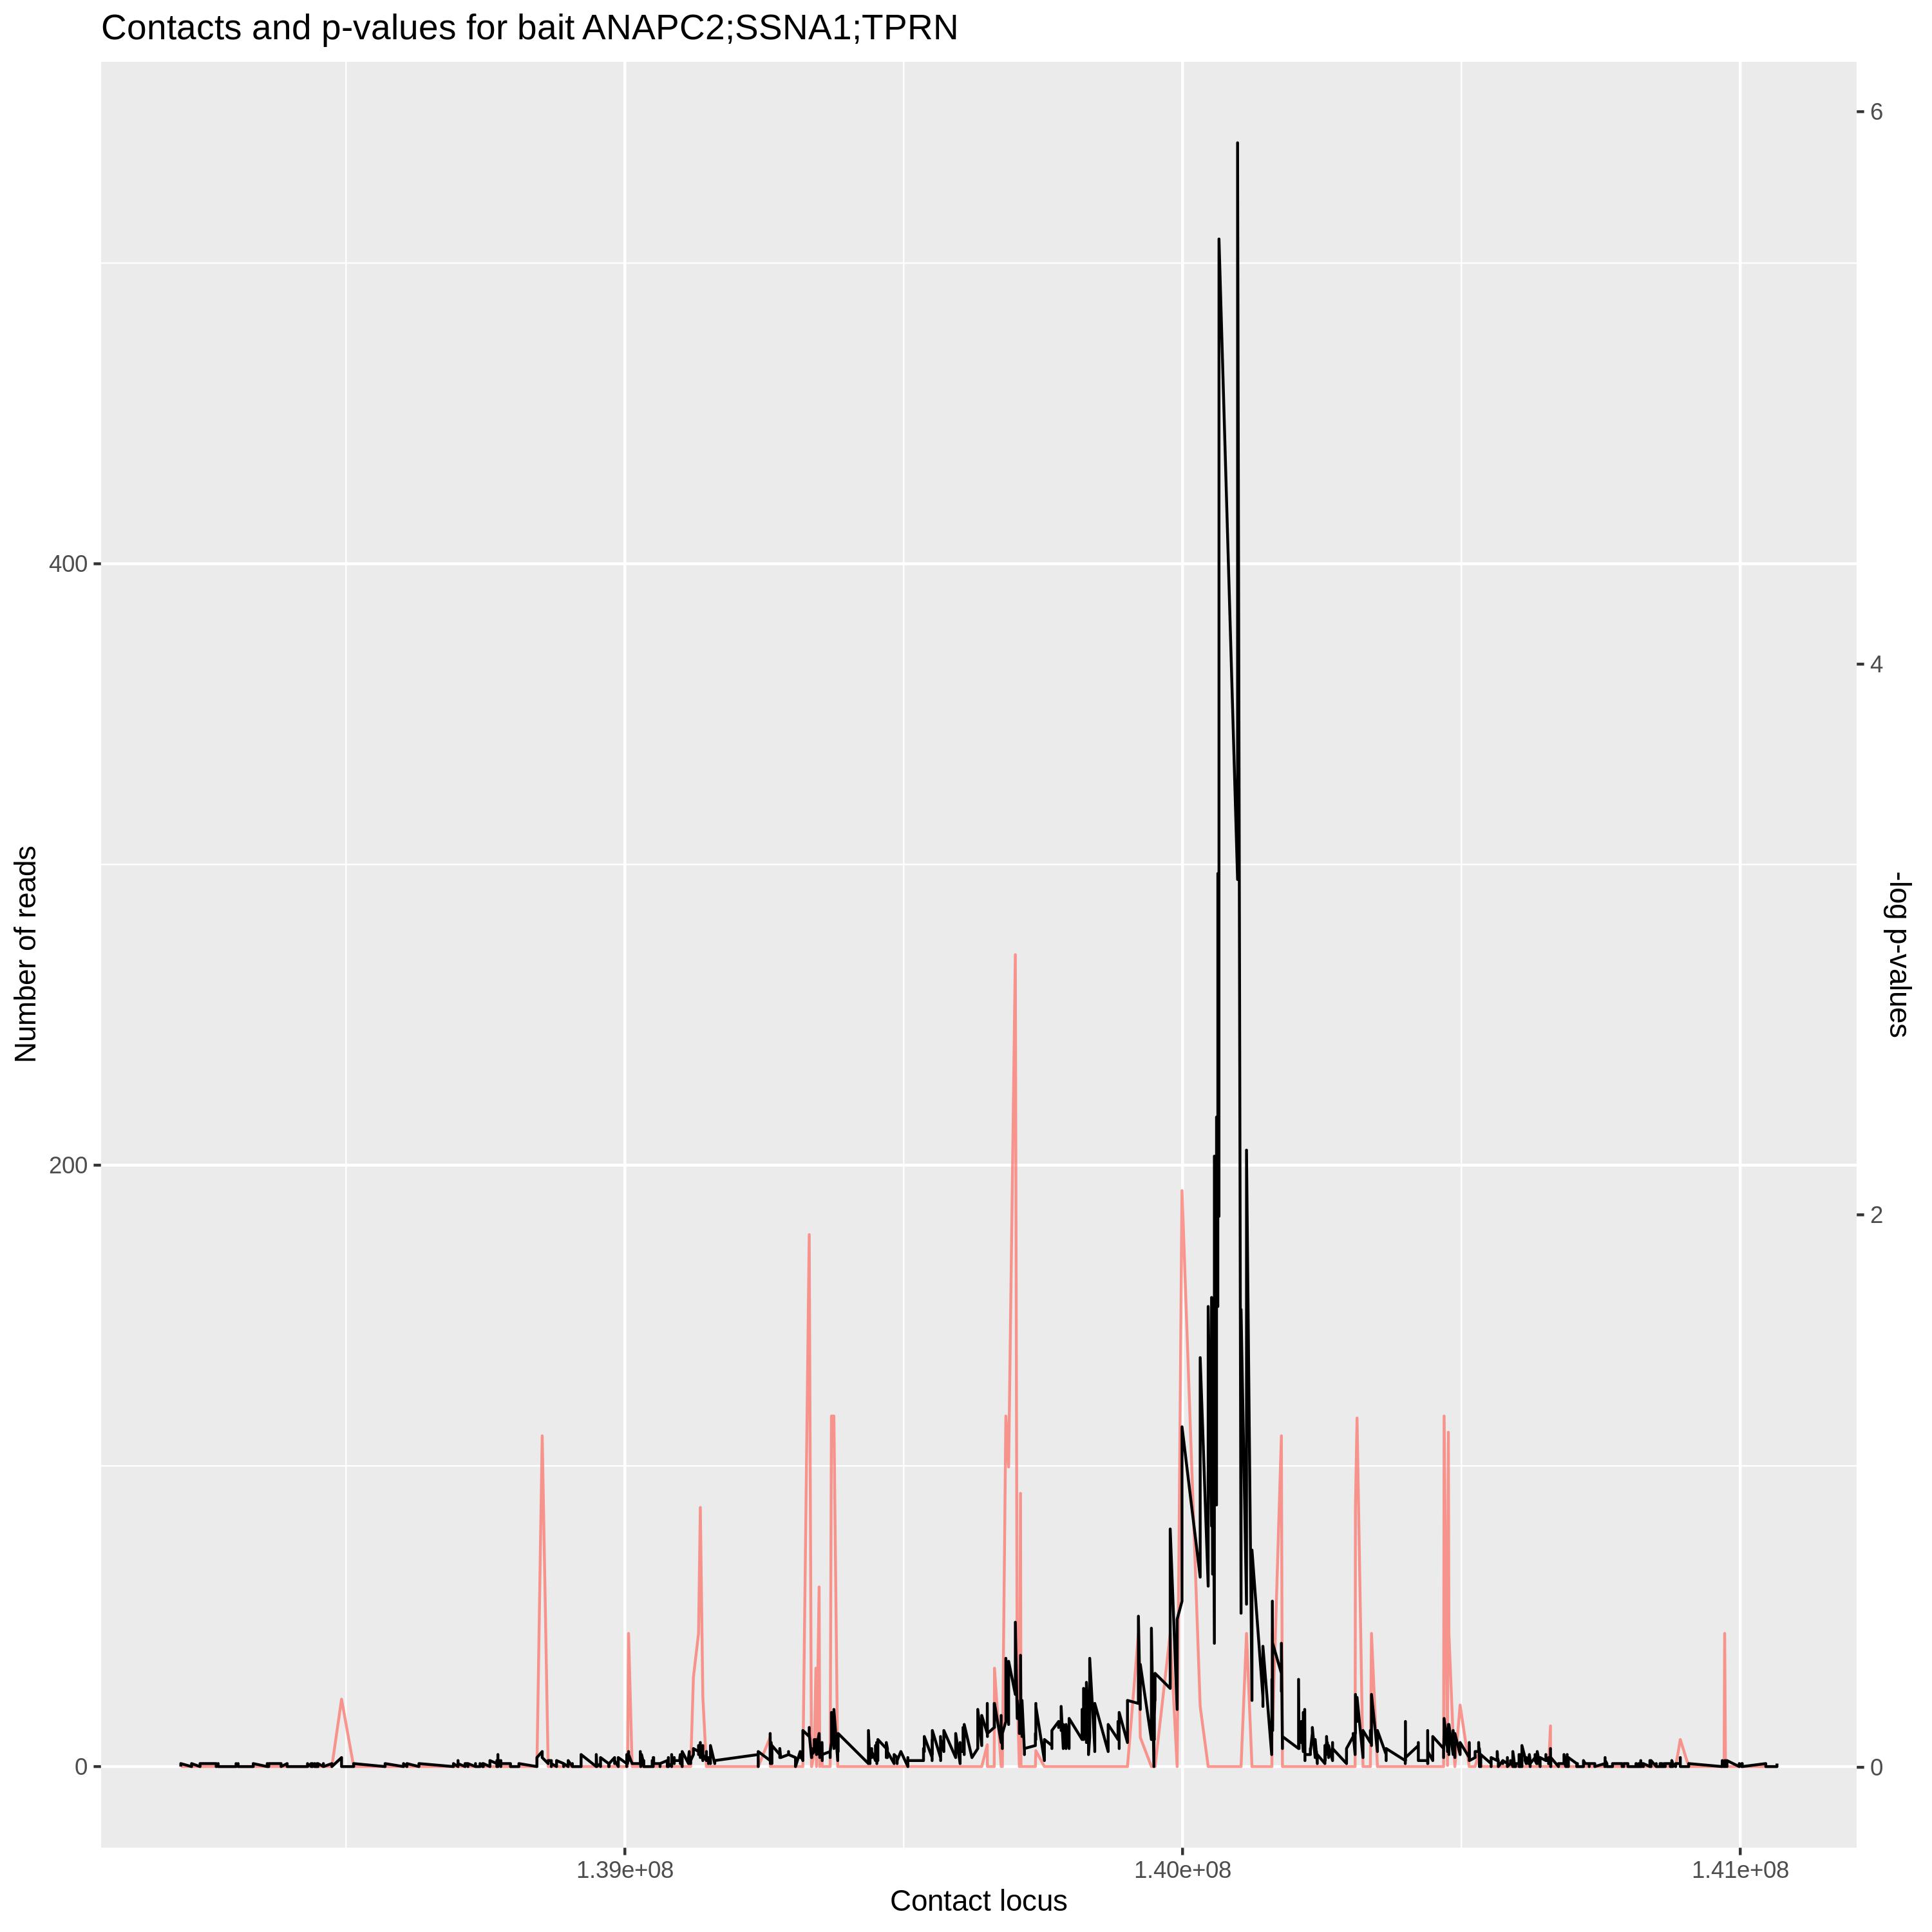 Contacts and p-values for bait ANAPC2;SSNA1;TPRN
6
400
4
Number of reads
-log p-values
200
2
0
0
1.39e+08
1.40e+08
1.41e+08
Contact locus